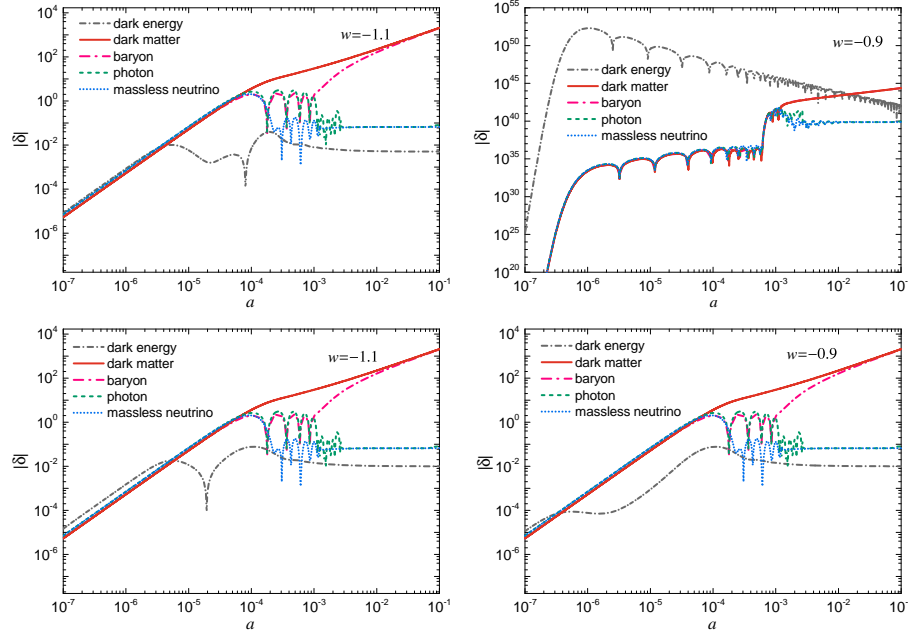 10^4
10^2
10^0
10^-2
10^-4
10^-6
|δ|
dark energy
dark matter
baryon
photon
massless neutrino
w=−1.1
10^-7 10^-6 10^-5 10^-4 10^-3 10^-2 10^-1
a
10^55
10^50
10^45
10^40
10^35
10^30
10^25
10^20
|δ|
w=−0.9
dark energy
dark matter
baryon
photon
massless neutrino
10^-7 10^-6 10^-5 10^-4 10^-3 10^-2 10^-1
a
10^4
10^2
10^0
10^-2
10^-4
10^-6
|δ|
dark energy
dark matter
baryon
photon
massless neutrino
w=−1.1
10^-7 10^-6 10^-5 10^-4 10^-3 10^-2 10^-1
a
10^4
10^2
10^0
10^-2
10^-4
10^-6
|δ|
dark energy
dark matter
baryon
photon
massless neutrino
w=−0.9
10^-7 10^-6 10^-5 10^-4 10^-3 10^-2 10^-1
a